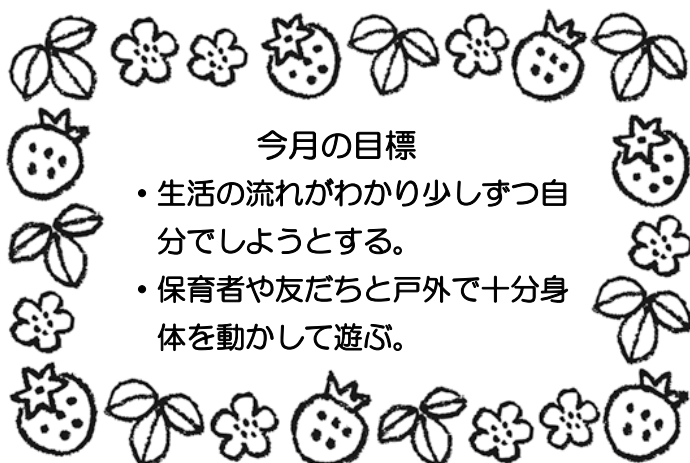 今月の目標
・生活の流れがわかり少しずつ自
分でしようとする。
・保育者や友だちと戸外で十分身
体を動かして遊ぶ。